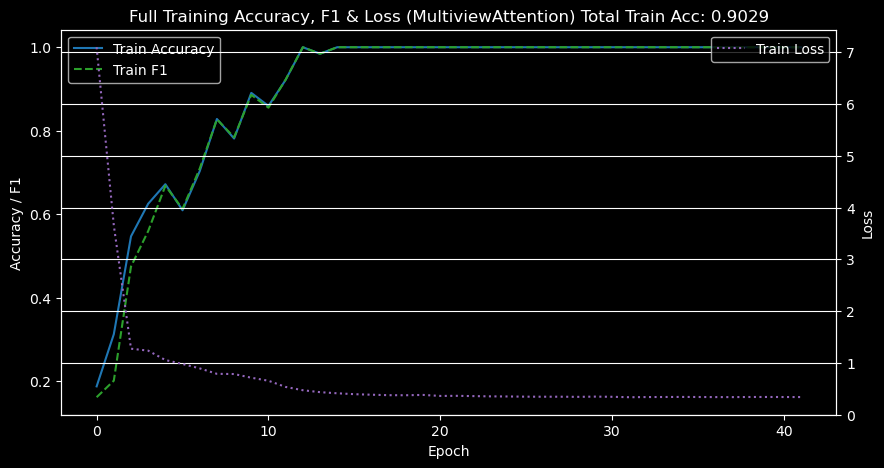 Full Training Accuracy, F1 & Loss (MultiviewAttention) Total Train Acc: 0.9029
Train Accuracy
Train F1
Train Loss
1.0
0.8
0.6
0.4
0.2
Accuracy / F1
7
6
5
4
3
2
1
0
Loss
0
10
20
30
40
Epoch